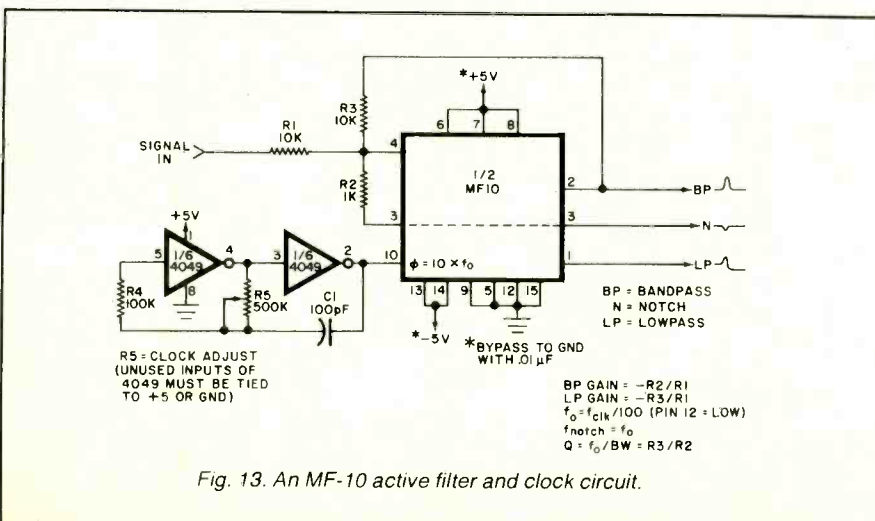 R3
10K
*+5V
6 7 8
R1
10K
SIGNAL
IN
4
R2
1K
1/2
MF10
2
BP
3
3
N
+5V
1
5
1/6
4049
4
3
1/6
4049
2
10
φ = 10 × fo
1
LP
8
R4
100K
R5
500K
C1
100pF
13 14 9 5 12 15
BP = BANDPASS
N = NOTCH
LP = LOWPASS
*-5V
*BYPASS TO GND
WITH .01µF
R5 = CLOCK ADJUST
(UNUSED INPUTS OF
4049 MUST BE TIED
TO +5 OR GND)
BP GAIN = -R2/R1
LP GAIN = -R3/R1
fo = fclk/100 (PIN 12 = LOW)
fnotch = fo
Q = fo/BW = R3/R2
Fig. 13. An MF-10 active filter and clock circuit.